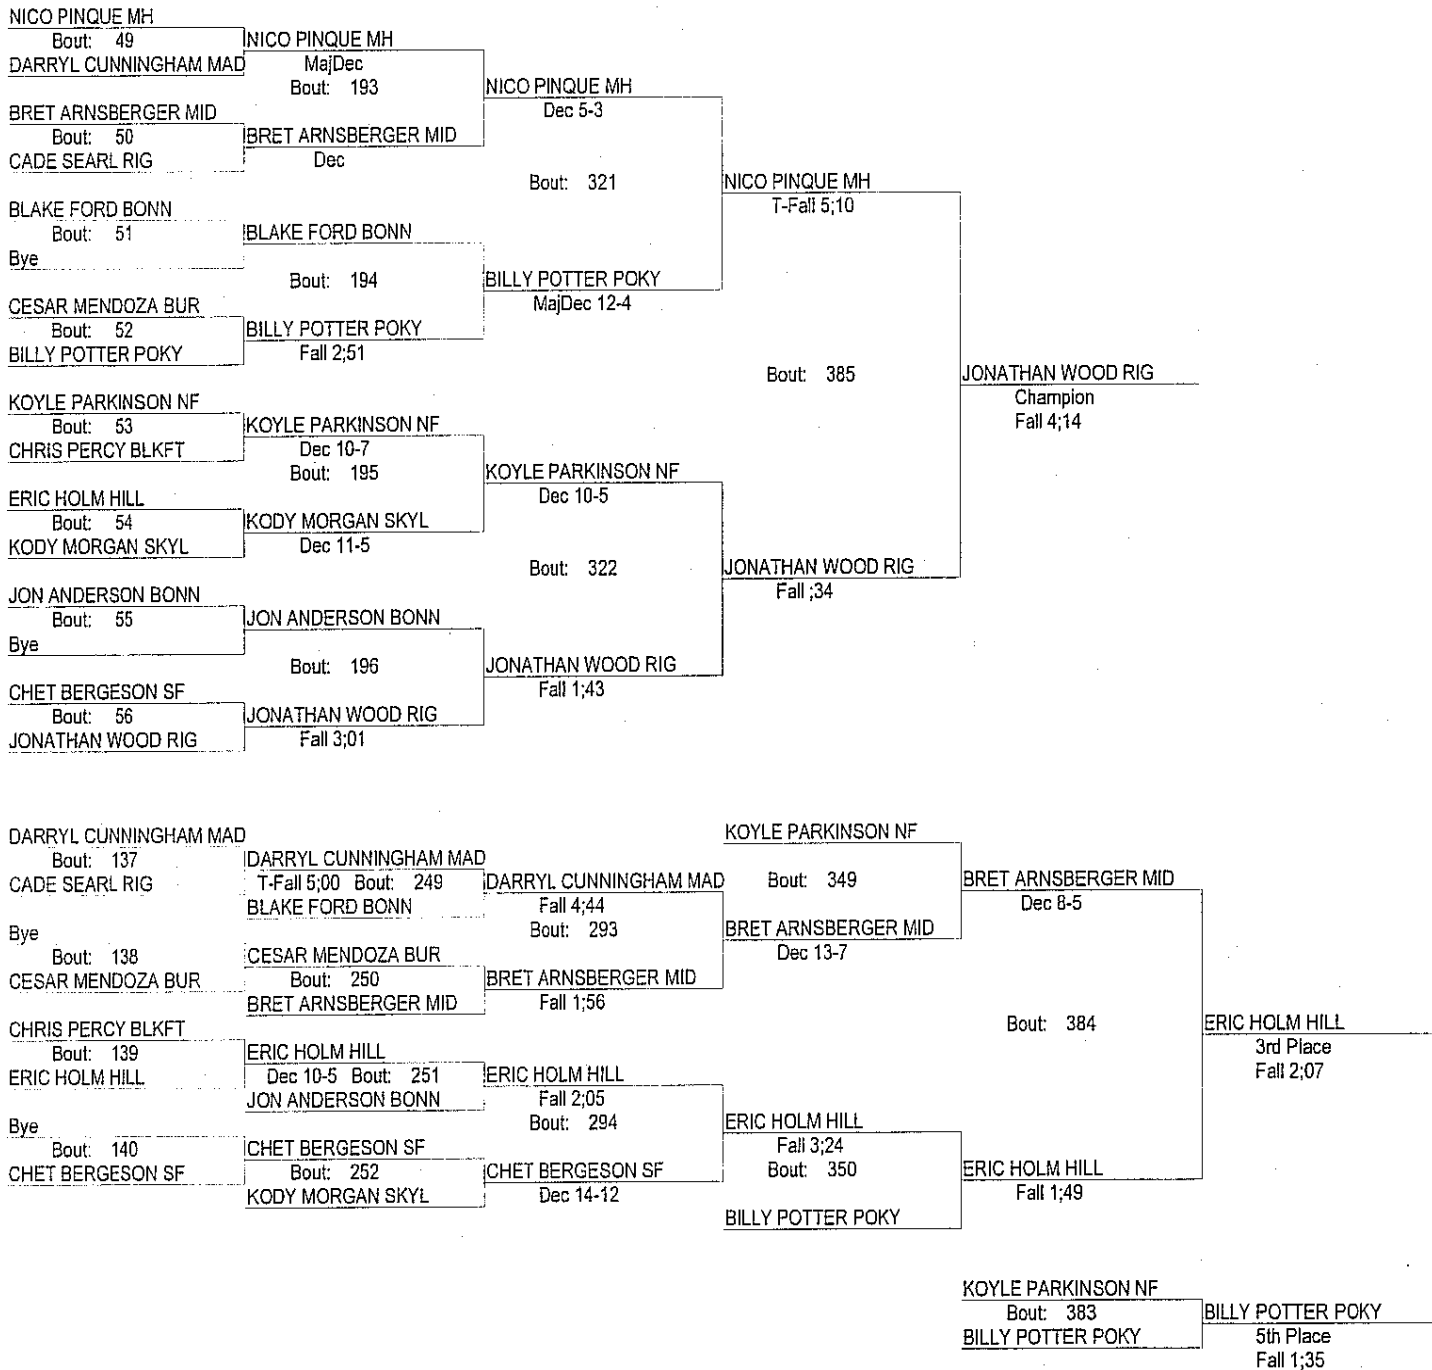 NICO PINQUE MH
Bout: 49
DARRYL CUNNINGHAM MAD
BRET ARNSBERGER MID
Bout: 50
CADE SEARL RIG
BLAKE FORD BONN
Bout: 51
Bye
CESAR MENDOZA BUR
Bout: 52
BILLY POTTER POKY
KOYLE PARKINSON NF
Bout: 53
CHRIS PERCY BLKFT
ERIC HOLM HILL
Bout: 54
KODY MORGAN SKYL
JON ANDERSON BONN
Bout: 55
Bye
CHET BERGESON SF
Bout: 56
JONATHAN WOOD RIG
NICO PINQUE MH
MajDec
Bout: 193
BRET ARNSBERGER MID
Dec
BLAKE FORD BONN
Bout: 194
BILLY POTTER POKY
Fall 2;51
KOYLE PARKINSON NF
Dec 10-7
Bout: 195
KODY MORGAN SKYL
Dec 11-5
JON ANDERSON BONN
Bout: 196
JONATHAN WOOD RIG
Fall 3;01
NICO PINQUE MH
Dec 5-3
Bout: 321
BILLY POTTER POKY
MajDec 12-4
KOYLE PARKINSON NF
Dec 10-5
Bout: 322
JONATHAN WOOD RIG
Fall 1;43
NICO PINQUE MH
T-Fall 5;10
Bout: 385
JONATHAN WOOD RIG
Fall ;34
JONATHAN WOOD RIG
Champion
Fall 4;14
DARRYL CUNNINGHAM MAD
Bout: 137
CADE SEARL RIG
Bye
Bout: 138
CESAR MENDOZA BUR
CHRIS PERCY BLKFT
Bout: 139
ERIC HOLM HILL
Bye
Bout: 140
CHET BERGESON SF
DARRYL CUNNINGHAM MAD
T-Fall 5;00 Bout: 249
BLAKE FORD BONN
CESAR MENDOZA BUR
Bout: 250
BRET ARNSBERGER MID
ERIC HOLM HILL
Dec 10-5 Bout: 251
JON ANDERSON BONN
CHET BERGESON SF
Bout: 252
KODY MORGAN SKYL
DARRYL CUNNINGHAM MAD
Fall 4;44
Bout: 293
BRET ARNSBERGER MID
Fall 1;56
ERIC HOLM HILL
Fall 2;05
Bout: 294
CHET BERGESON SF
Dec 14-12
KOYLE PARKINSON NF
Bout: 349
BRET ARNSBERGER MID
Dec 13-7
ERIC HOLM HILL
Fall 3;24
Bout: 350
BILLY POTTER POKY
BRET ARNSBERGER MID
Dec 8-5
Bout: 384
ERIC HOLM HILL
Fall 1;49
ERIC HOLM HILL
3rd Place
Fall 2;07
KOYLE PARKINSON NF
Bout: 383
BILLY POTTER POKY
BILLY POTTER POKY
5th Place
Fall 1;35